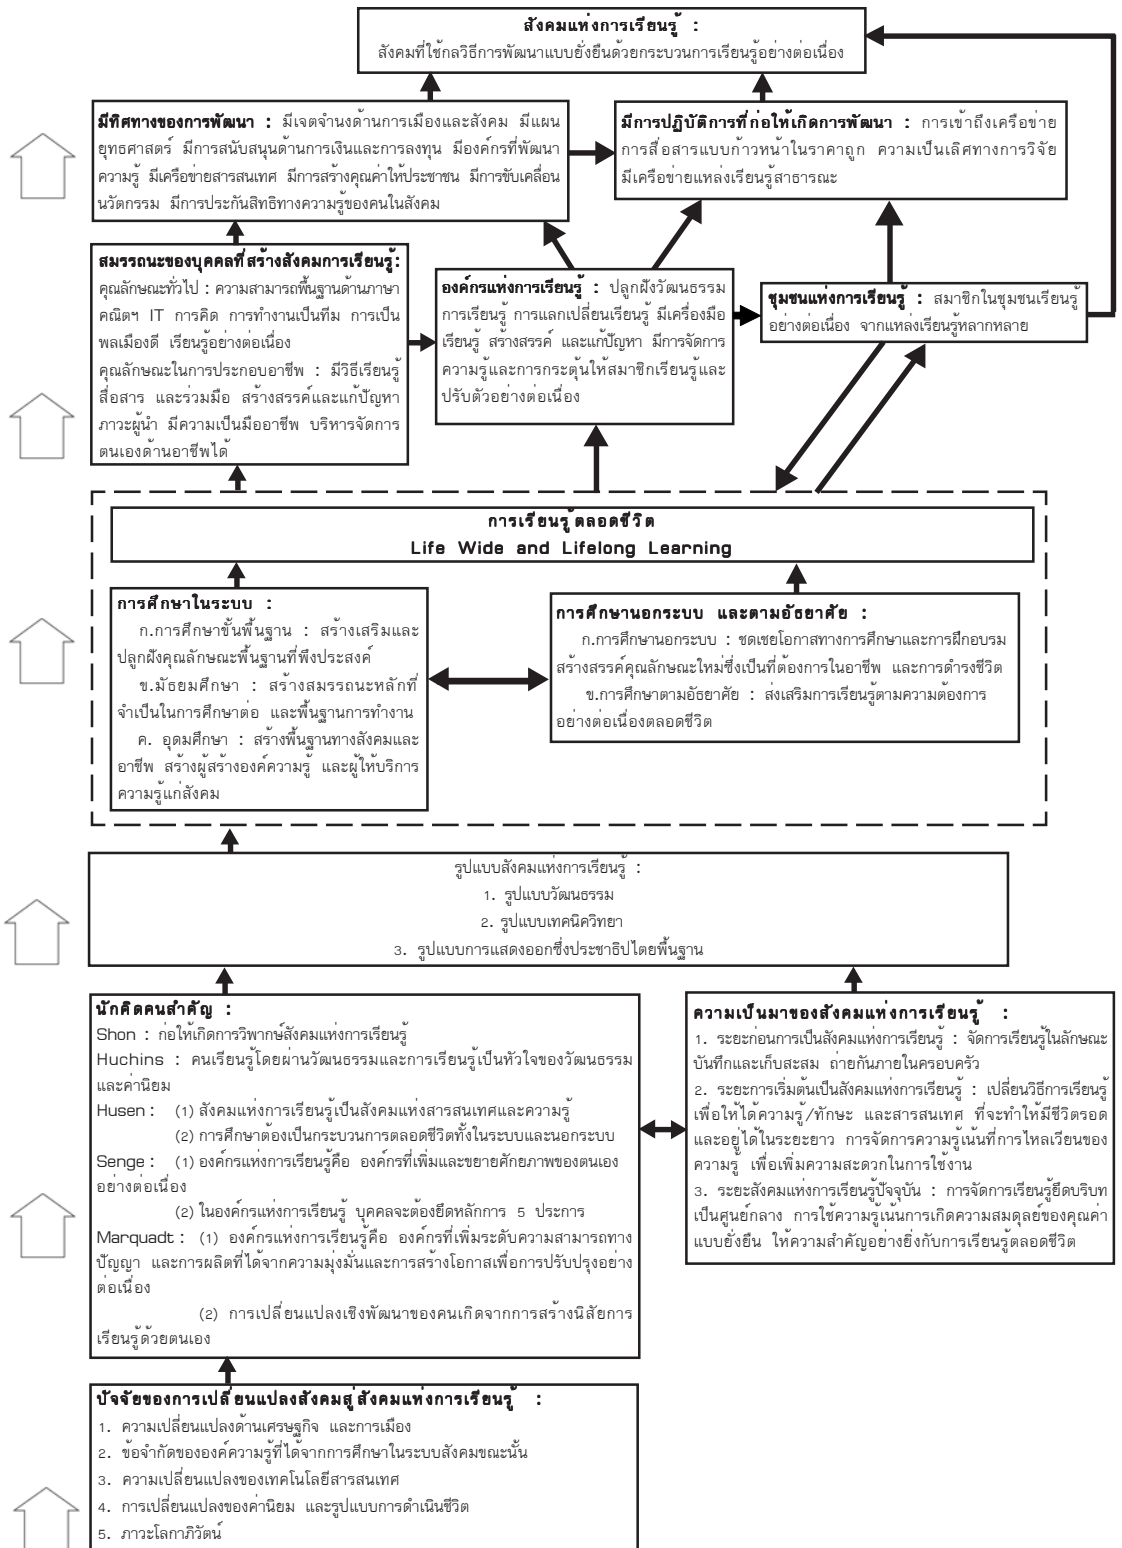 สังคมแห่งการเรียนรู้ :
สังคมที่ใช้กลวิธีการพัฒนาแบบยั่งยืนด้วยกระบวนการเรียนรู้อย่างต่อเนื่อง
มีทิศทางของการพัฒนา : มีเจตจำนงด้านการเมืองและสังคม มีแผน
ยุทธศาสตร์ มีการสนับสนุนด้านการเงินและการลงทุน มีองค์กรที่พัฒนา
ความรู้ มีเครือข่ายสารสนเทศ มีการสร้างคุณค่าให้ประชาชน มีการขับเคลื่อน
นวัตกรรม มีการประกันสิทธิทางความรู้ของคนในสังคม
มีการปฏิบัติการที่ก่อให้เกิดการพัฒนา : การเข้าถึงเครือข่าย
การสื่อสารแบบก้าวหน้าในราคาถูก ความเป็นเลิศทางการวิจัย
มีเครือข่ายแหล่งเรียนรู้สาธารณะ
สมรรถนะของบุคคลที่สร้างสังคมการเรียนรู้:
คุณลักษณะทั่วไป : ความสามารถพื้นฐานด้านภาษา
คณิตฯ IT การคิด การทำงานเป็นทีม การเป็น
พลเมืองดี เรียนรู้อย่างต่อเนื่อง
คุณลักษณะในการประกอบอาชีพ : มีวิธีเรียนรู้
สื่อสาร และร่วมมือ สร้างสรรค์และแก้ปัญหา
ภาวะผู้นำ มีความเป็นมืออาชีพ บริหารจัดการ
ตนเองด้านอาชีพได้
องค์กรแห่งการเรียนรู้ : ปลูกฝังวัฒนธรรม
การเรียนรู้ การแลกเปลี่ยนเรียนรู้ มีเครื่องมือ
เรียนรู้ สร้างสรรค์ และแก้ปัญหา มีการจัดการ
ความรู้และการกระตุ้นให้สมาชิกเรียนรู้และ
ปรับตัวอย่างต่อเนื่อง
ชุมชนแห่งการเรียนรู้ : สมาชิกในชุมชนเรียนรู้
อย่างต่อเนื่อง จากแหล่งเรียนรู้หลากหลาย
การเรียนรู้ตลอดชีวิต
Life Wide and Lifelong Learning
การศึกษาในระบบ :
ก.การศึกษาขั้นพื้นฐาน : สร้างเสริมและ
ปลูกฝังคุณลักษณะพื้นฐานที่พึงประสงค์
ข.มัธยมศึกษา : สร้างสมรรถนะหลักที่
จำเป็นในการศึกษาต่อ และพื้นฐานการทำงาน
ค. อุดมศึกษา : สร้างพื้นฐานทางสังคมและ
อาชีพ สร้างผู้สร้างองค์ความรู้ และผู้ให้บริการ
ความรู้แก่สังคม
การศึกษานอกระบบ และตามอัธยาศัย :
ก.การศึกษานอกระบบ : ชดเชยโอกาสทางการศึกษาและการฝึกอบรม
สร้างสรรค์คุณลักษณะใหม่ซึ่งเป็นที่ต้องการในอาชีพ และการดำรงชีวิต
ข.การศึกษาตามอัธยาศัย : ส่งเสริมการเรียนรู้ตามความต้องการ
อย่างต่อเนื่องตลอดชีวิต
รูปแบบสังคมแห่งการเรียนรู้ :
1. รูปแบบวัฒนธรรม
2. รูปแบบเทคนิควิทยา
3. รูปแบบการแสดงออกซึ่งประชาธิปไตยพื้นฐาน
นักคิดคนสำคัญ :
Shon : ก่อให้เกิดการวิพากษ์สังคมแห่งการเรียนรู้
Huchins : คนเรียนรู้โดยผ่านวัฒนธรรมและการเรียนรู้เป็นหัวใจของวัฒนธรรม
และค่านิยม
Husen : (1) สังคมแห่งการเรียนรู้เป็นสังคมแห่งสารสนเทศและความรู้
(2) การศึกษาต้องเป็นกระบวนการตลอดชีวิตทั้งในระบบและนอกระบบ
Senge : (1) องค์กรแห่งการเรียนรู้คือ องค์กรที่เพิ่มและขยายศักยภาพของตนเอง
อย่างต่อเนื่อง
(2) ในองค์กรแห่งการเรียนรู้ บุคคลจะต้องยึดหลักการ 5 ประการ
Marquadt : (1) องค์กรแห่งการเรียนรู้คือ องค์กรที่เพิ่มระดับความสามารถทาง
ปัญญา และการผลิตที่ได้จากความมุ่งมั่นและการสร้างโอกาสเพื่อการปรับปรุงอย่าง
ต่อเนื่อง
(2) การเปลี่ยนแปลงเชิงพัฒนาของคนเกิดจากการสร้างนิสัยการ
เรียนรู้ด้วยตนเอง
ความเป็นมาของสังคมแห่งการเรียนรู้ :
1. ระยะก่อนการเป็นสังคมแห่งการเรียนรู้ : จัดการเรียนรู้ในลักษณะ
บันทึกและเก็บสะสม ถ่ายกันภายในครอบครัว
2. ระยะการเริ่มต้นเป็นสังคมแห่งการเรียนรู้ : เปลี่ยนวิธีการเรียนรู้
เพื่อให้ได้ความรู้/ทักษะ และสารสนเทศ ที่จะทำให้มีชีวิตรอด
และอยู่ได้ในระยะยาว การจัดการความรู้เน้นที่การไหลเวียนของ
ความรู้ เพื่อเพิ่มความสะดวกในการใช้งาน
3. ระยะสังคมแห่งการเรียนรู้ปัจจุบัน : การจัดการเรียนรู้ยึดบริบท
เป็นศูนย์กลาง การใช้ความรู้เน้นการเกิดความสมดุลย์ของคุณค่า
แบบยั่งยืน ให้ความสำคัญอย่างยิ่งกับการเรียนรู้ตลอดชีวิต
ปัจจัยของการเปลี่ยนแปลงสังคมสู่สังคมแห่งการเรียนรู้ :
1. ความเปลี่ยนแปลงด้านเศรษฐกิจ และการเมือง
2. ข้อจำกัดขององค์ความรู้ที่ได้จากการศึกษาในระบบสังคมขณะนั้น
3. ความเปลี่ยนแปลงของเทคโนโลยีสารสนเทศ
4. การเปลี่ยนแปลงของค่านิยม และรูปแบบการดำเนินชีวิต
5. ภาวะโลกาภิวัตน์